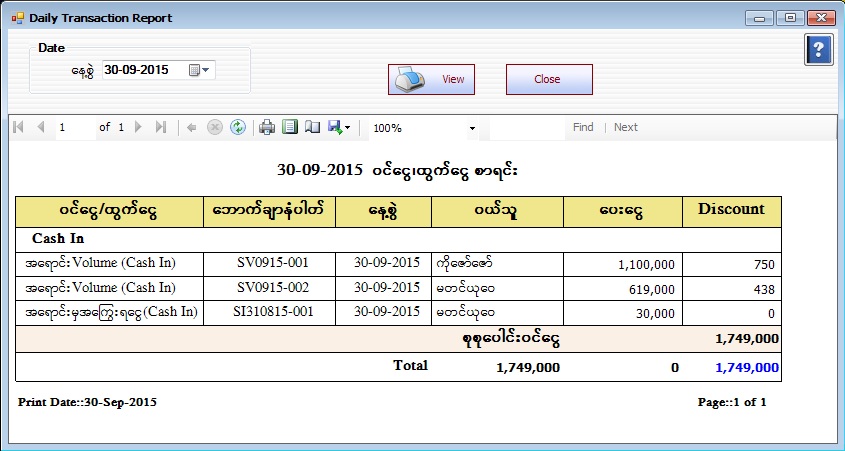 Daily Transaction Report
Date
နေ့စွဲ 30-09-2015
View Close
1 of 1 100% Find | Next
30-09-2015 ဝင်ငွေ၊ထွက်ငွေ စာရင်း
ဝင်ငွေ/ထွက်ငွေ ဘောက်ချာနံပါတ် နေ့စွဲ ဝယ်သူ ပေးငွေ Discount
Cash In
အရောင်းVolume (Cash In) SV0915-001 30-09-2015 ကိုဇော်ဇော် 1,100,000 750
အရောင်းVolume (Cash In) SV0915-002 30-09-2015 မတင်ယုဝေ 619,000 438
အရောင်းမှအကြွေးရငွေ(Cash In) SI310815-001 30-09-2015 မတင်ယုဝေ 30,000 0
စုစုပေါင်းဝင်ငွေ 1,749,000
Total 1,749,000 0 1,749,000
Print Date::30-Sep-2015 Page::1 of 1